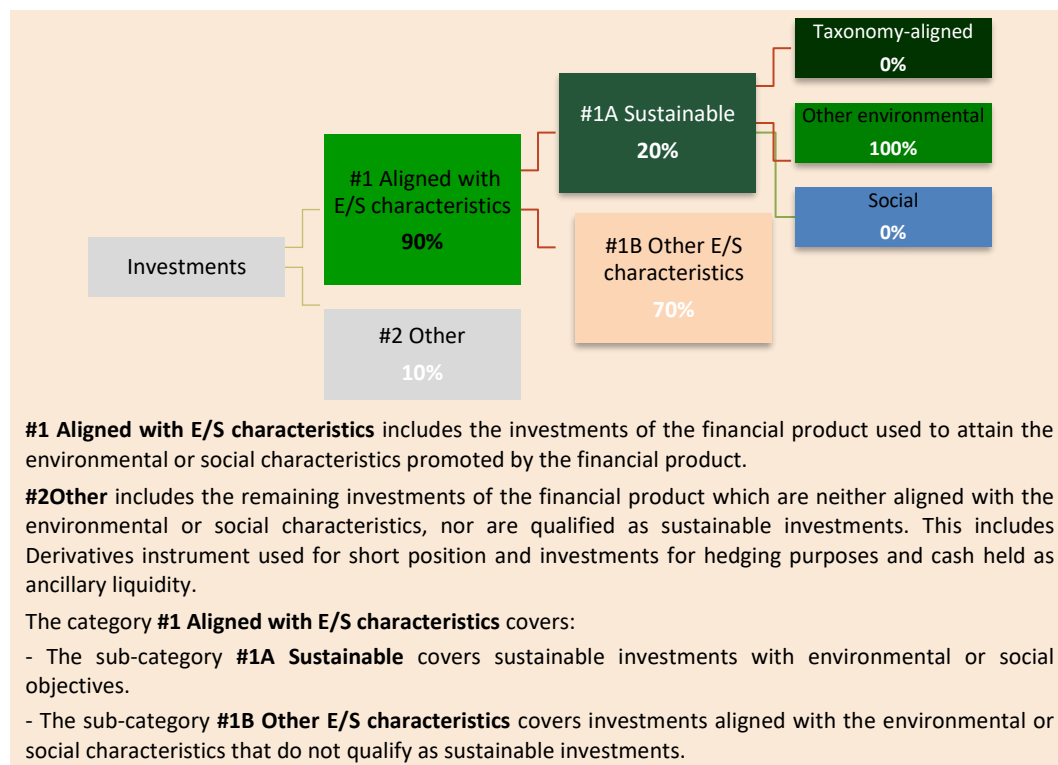 Taxonomy-aligned
0%
#1A Sustainable
20%
Other environmental
100%
#1 Aligned with
E/S characteristics
90%
Social
0%
#1B Other E/S
characteristics
70%
Investments
#2 Other
10%
#1 Aligned with E/S characteristics includes the investments of the financial product used to attain the
environmental or social characteristics promoted by the financial product.
#2Other includes the remaining investments of the financial product which are neither aligned with the
environmental or social characteristics, nor are qualified as sustainable investments. This includes
Derivatives instrument used for short position and investments for hedging purposes and cash held as
ancillary liquidity.
The category #1 Aligned with E/S characteristics covers:
- The sub-category #1A Sustainable covers sustainable investments with environmental or social
objectives.
- The sub-category #1B Other E/S characteristics covers investments aligned with the environmental or
social characteristics that do not qualify as sustainable investments.